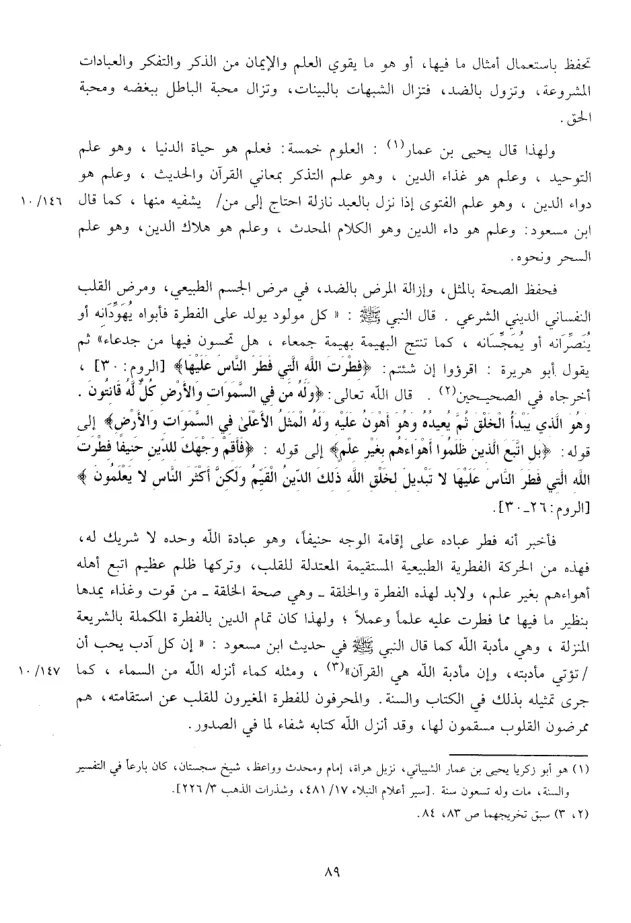 تحفظ باستعمال أمثال ما فيها، أو هو ما يقوي العلم والإيمان من الذكر والتفكر والعبادات
المشروعة، وتزول بالضد، فتزال الشبهات بالبينات، وتزال محبة الباطل ببغضه ومحبة
الحق.
ولهذا قال يحيى بن عمار(١) : العلوم خمسة: فعلم هو حياة الدنيا ، وهو علم
التوحيد ، وعلم هو غذاء الدين ، وهو علم التذكر بمعاني القرآن والحديث ، وعلم هو
دواء الدين ، وهو علم الفتوى إذا نزل بالعبد نازلة احتاج إلى من/ يشفيه منها ، كما قال ١٠/١٤٦
ابن مسعود: وعلم هو داء الدين وهو الكلام المحدث ، وعلم هو هلاك الدين، وهو علم
السحر ونحوه.
فحفظ الصحة بالمثل، وإزالة المرض بالضد، في مرض الجسم الطبيعي، ومرض القلب
النفساني الديني الشرعي . قال النبي ﷺ : « كل مولود يولد على الفطرة فأبواه يُهَوِّدَانِه أو
يُنَصِّرَانه أو يُمَجِّسَانه ، كما تنتج البهيمة بهيمة جمعاء ، هل تحسون فيها من جدعاء» ثم
يقول أبو هريرة : اقرؤوا إن شئتم: ﴿فِطْرَتَ اللَّهِ الَّتِي فَطَرَ النَّاسَ عَلَيْهَا﴾ [الروم: ٣٠] ،
أخرجاه في الصحيحين(٢) . قال الله تعالى: ﴿وَلَهُ مَن فِي السَّمَوَاتِ وَالأَرْضِ كُلٌّ لَّهُ قَانِتُونَ .
وَهُوَ الَّذِي يَبْدَأُ الْخَلْقَ ثُمَّ يُعِيدُهُ وَهُوَ أَهْوَنُ عَلَيْهِ وَلَهُ الْمَثَلُ الأَعْلَىٰ فِي السَّمَوَاتِ وَالأَرْضِ﴾ إلى
قوله: ﴿بَلِ اتَّبَعَ الَّذِينَ ظَلَمُوا أَهْوَاءَهُم بِغَيْرِ عِلْمٍ﴾ إلى قوله : ﴿فَأَقِمْ وَجْهَكَ لِلدِّينِ حَنِيفًا فِطْرَتَ
اللَّهِ الَّتِي فَطَرَ النَّاسَ عَلَيْهَا لا تَبْدِيلَ لِخَلْقِ اللَّهِ ذَلِكَ الدِّينُ الْقَيِّمُ وَلَكِنَّ أَكْثَرَ النَّاسِ لا يَعْلَمُونَ ﴾
[الروم: ٢٦ـ٣٠].
فأخبر أنه فطر عباده على إقامة الوجه حنيفاً، وهو عبادة الله وحده لا شريك له،
فهذه من الحركة الفطرية الطبيعية المستقيمة المعتدلة للقلب، وتركها ظلم عظيم اتبع أهله
أهواءهم بغير علم، ولابد لهذه الفطرة والخلقة ـ وهي صحة الخلقة ـ من قوت وغذاء يمدها
بنظير ما فيها مما فطرت عليه علماً وعملاً ؛ ولهذا كان تمام الدين بالفطرة المكملة بالشريعة
المنزلة ، وهي مأدبة الله كما قال النبي ﷺ في حديث ابن مسعود : « إن كل آدب يحب أن
/تؤتي مأدبته، وإن مأدبة الله هي القرآن»(٣) ، ومثله كماء أنزله الله من السماء ، كما ١٠/١٤٧
جرى تمثيله بذلك في الكتاب والسنة. والمحرفون للفطرة المغيرون للقلب عن استقامته، هم
ممرضون القلوب مسقمون لها، وقد أنزل الله كتابه شفاء لما في الصدور.
(١) هو أبو زكريا يحيى بن عمار الشيباني، نزيل هراة، إمام ومحدث وواعظ، شيخ سجستان، كان بارعاً في التفسير
والسنة، مات وله تسعون سنة . [سير أعلام النبلاء ٤٨١/١٧، وشذرات الذهب ٢٢٦/٣].
(٢، ٣) سبق تخريجهما ص ٨٣، ٨٤.
٨٩